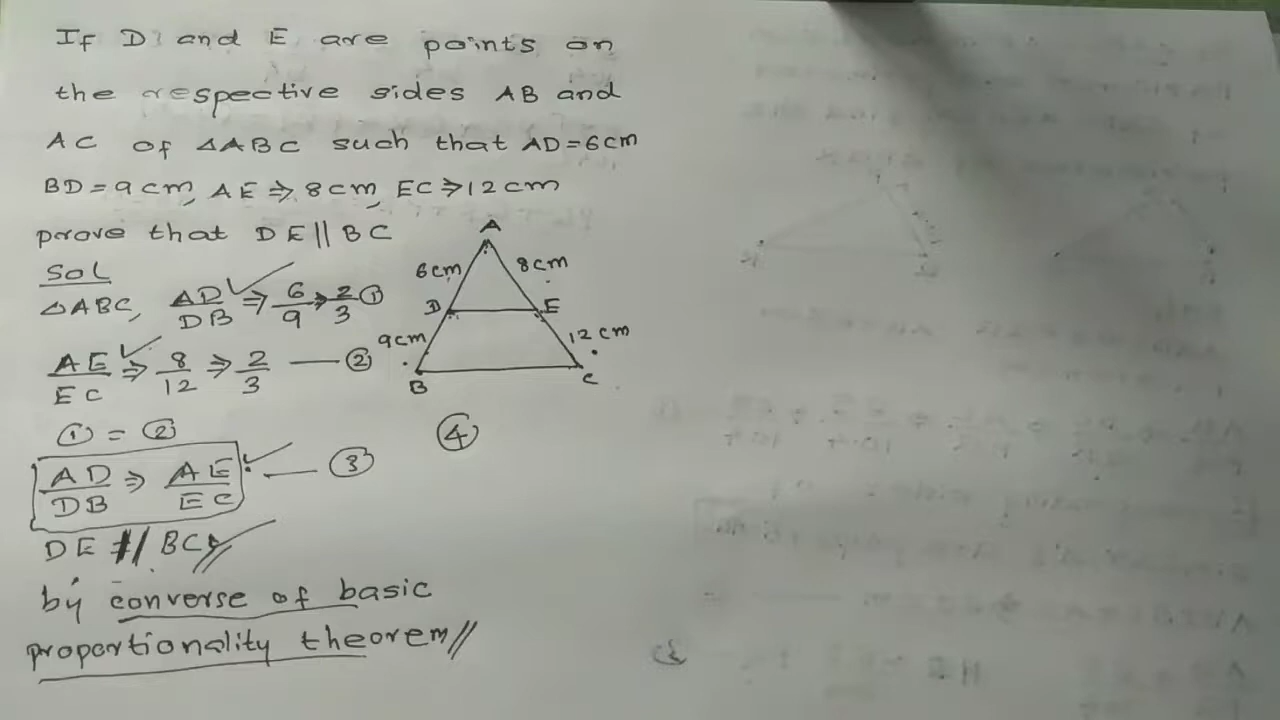 If D and E are points on
the respective sides AB and
AC of △ABC such that AD=6cm
BD=9cm, AE⇒8cm, EC⇒12cm
prove that DE∥BC
Sol
△ABC, AD/DB ⇒ 6/9 ⇒ 2/3 ①
AE/EC ⇒ 8/12 ⇒ 2/3 — ②
① = ②
AD/DB ⇒ AE/EC — ③
DE ∥ BC
by converse of basic
proportionality theorem//
A
6cm 8cm
D E
9cm 12cm
B C
④